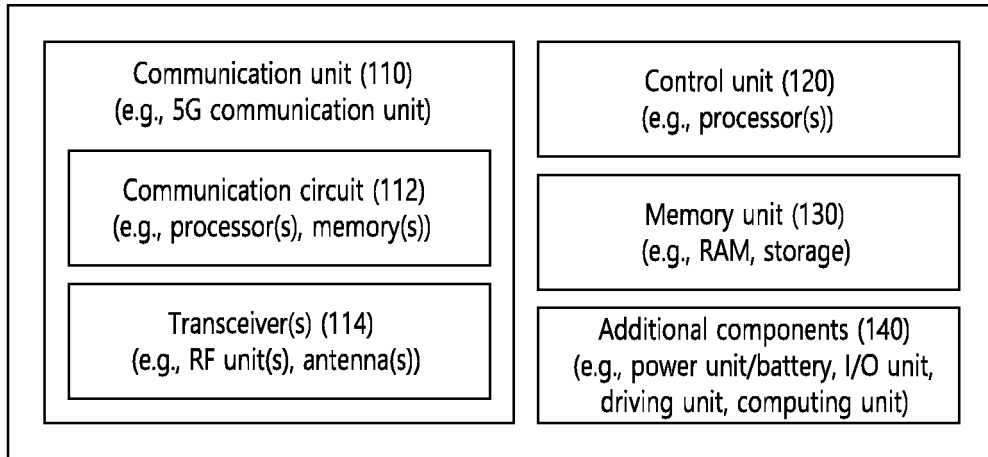 Communication unit (110)
(e.g., 5G communication unit)
Communication circuit (112)
(e.g., processor(s), memory(s))
Transceiver(s) (114)
(e.g., RF unit(s), antenna(s))
Control unit (120)
(e.g., processor(s))
Memory unit (130)
(e.g., RAM, storage)
Additional components (140)
(e.g., power unit/battery, I/O unit,
driving unit, computing unit)